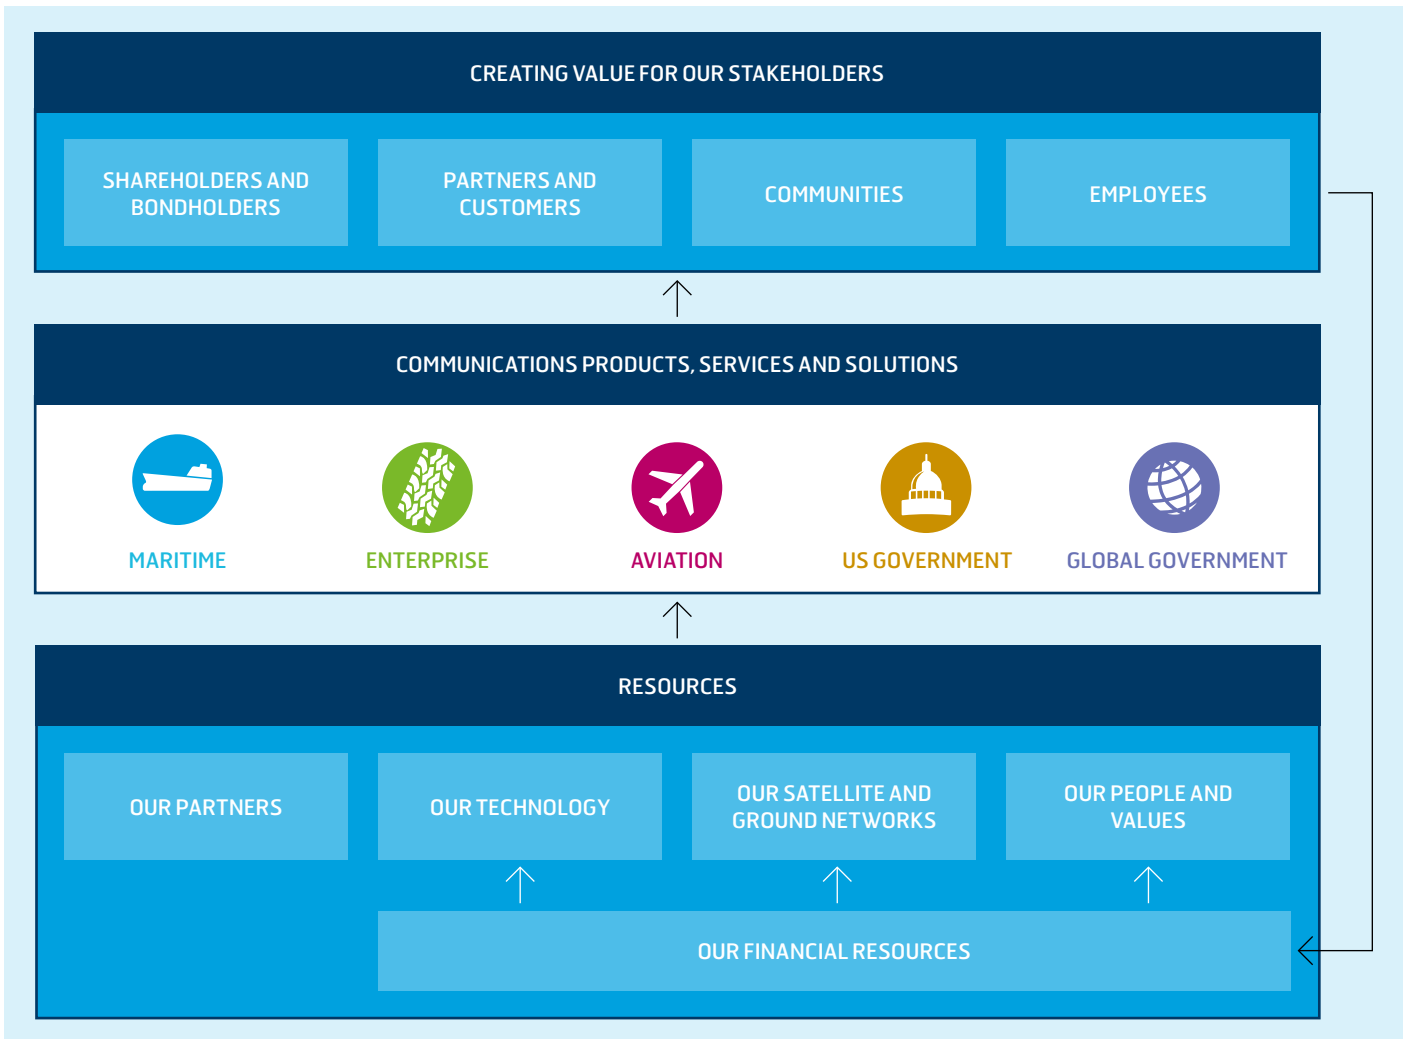 CREATING VALUE FOR OUR STAKEHOLDERS
SHAREHOLDERS AND
BONDHOLDERS
PARTNERS AND
CUSTOMERS
COMMUNITIES
EMPLOYEES
COMMUNICATIONS PRODUCTS, SERVICES AND SOLUTIONS
MARITIME
ENTERPRISE
AVIATION
US GOVERNMENT
GLOBAL GOVERNMENT
RESOURCES
OUR PARTNERS
OUR TECHNOLOGY
OUR SATELLITE AND
GROUND NETWORKS
OUR PEOPLE AND
VALUES
OUR FINANCIAL RESOURCES